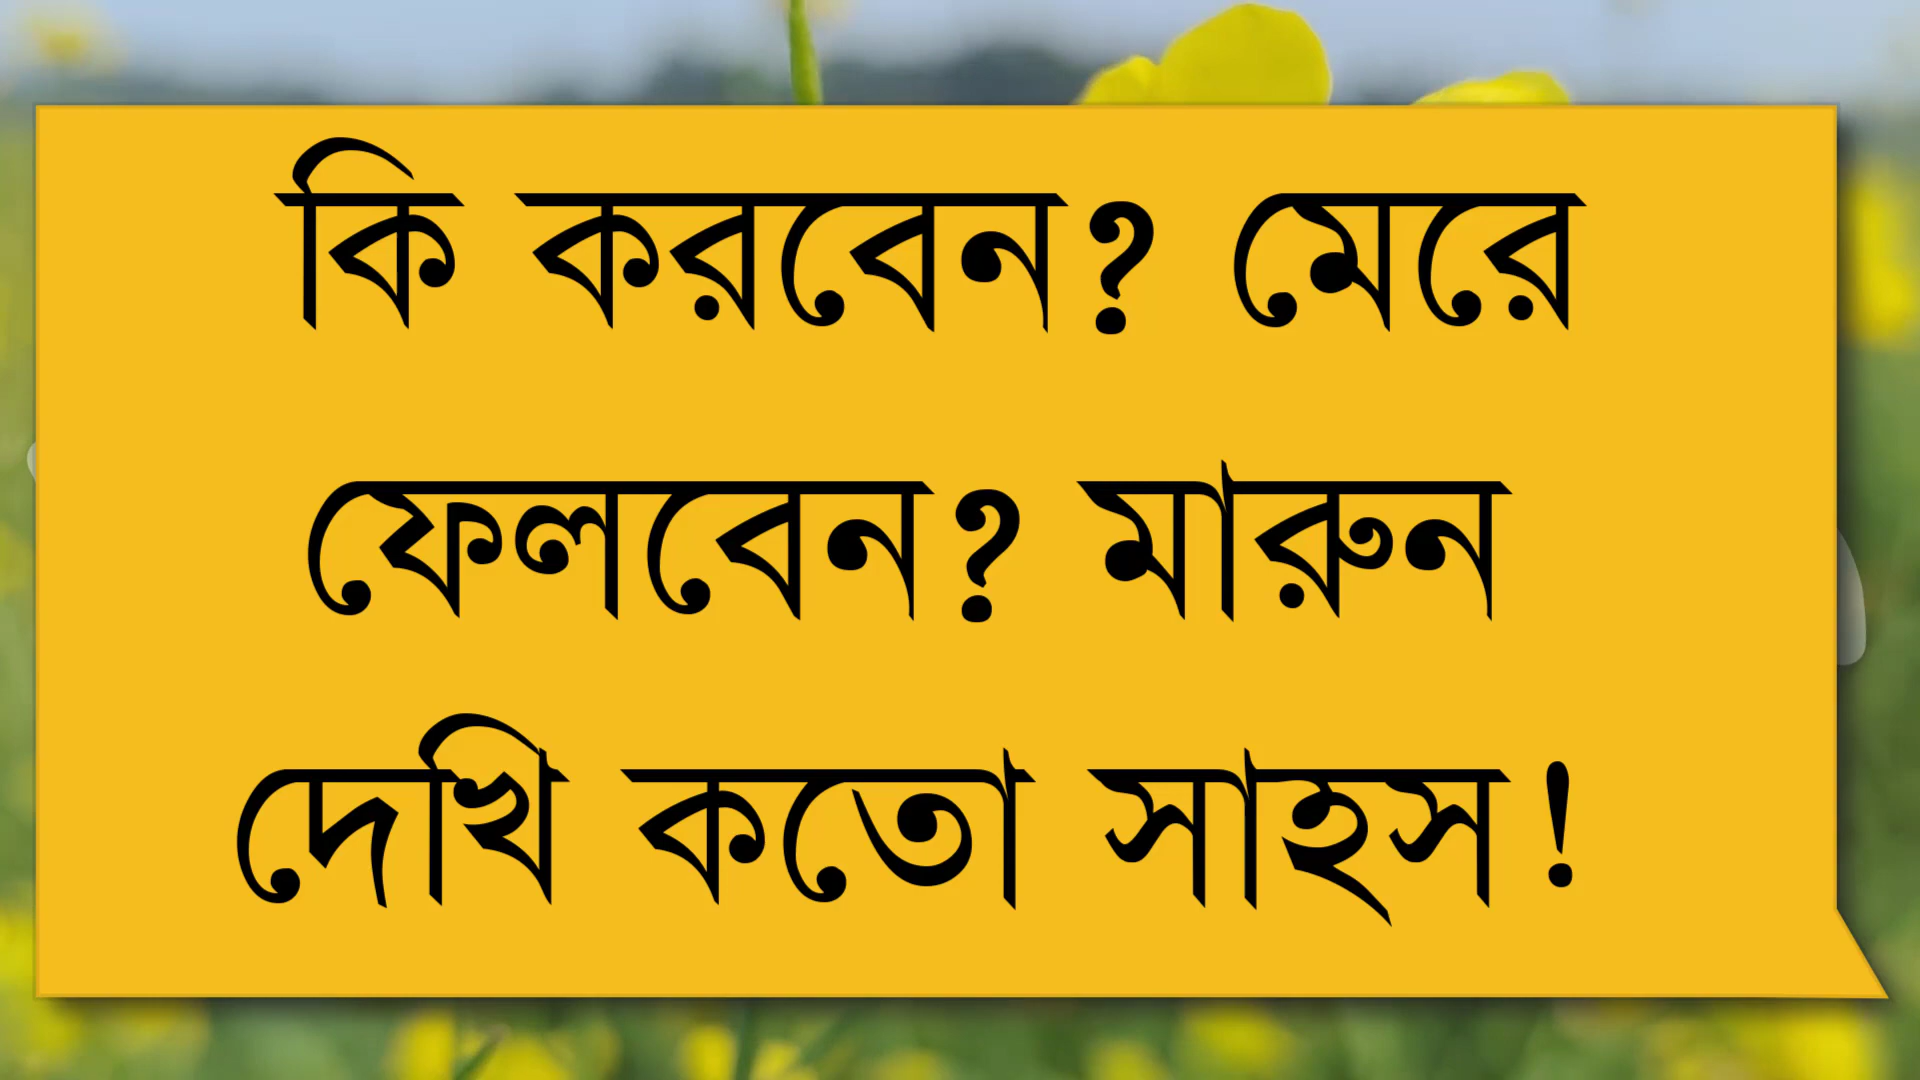 কি করবেন? মেরে
ফেলবেন? মারুন
দেখি কতো সাহস!